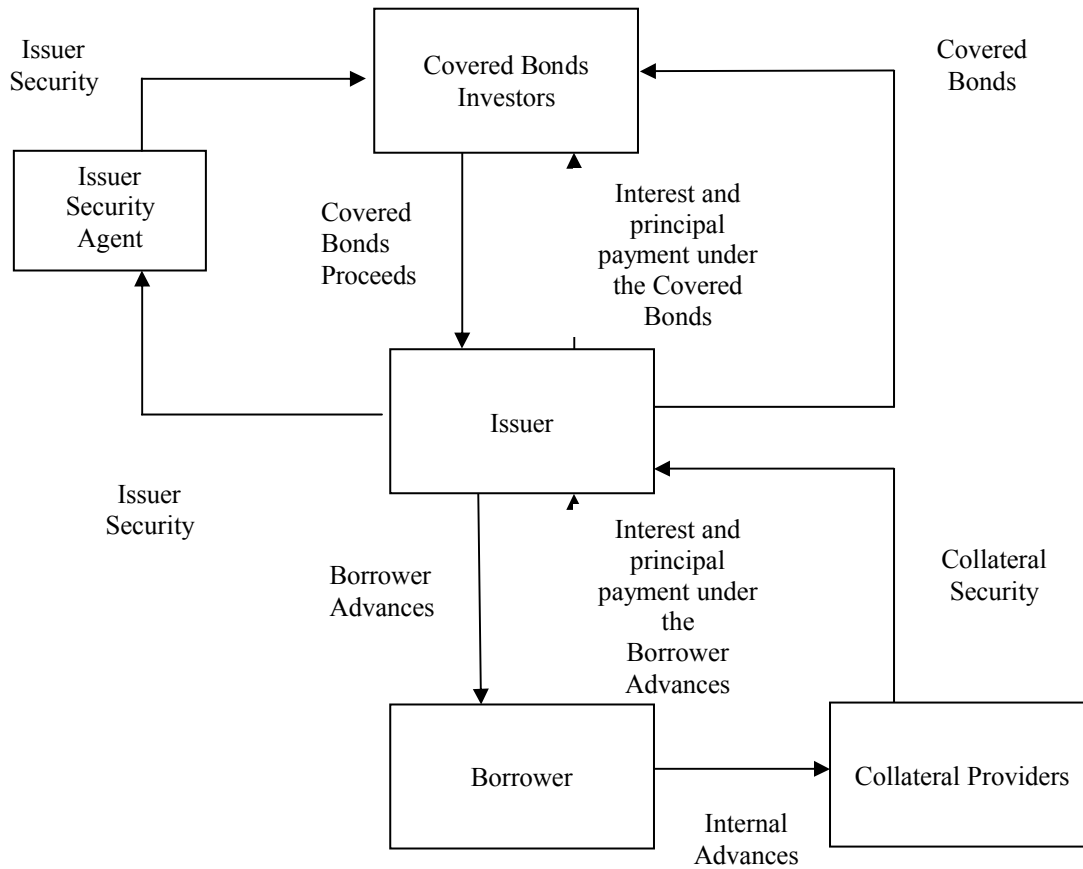 Issuer
Security
Covered Bonds
Investors
Covered
Bonds
Issuer
Security
Agent
Covered
Bonds
Proceeds
Interest and
principal
payment under
the Covered
Bonds
Issuer
Issuer
Security
Borrower
Advances
Interest and
principal
payment under
the
Borrower
Advances
Collateral
Security
Borrower
Collateral Providers
Internal
Advances